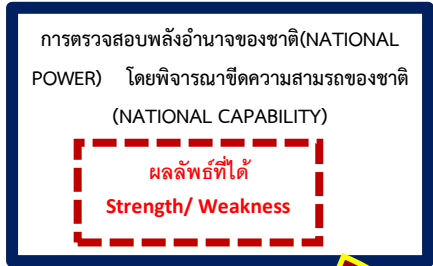 การตรวจสอบพลังอำนาจของชาติ(NATIONAL
POWER) โดยพิจารณาขีดความสามรถของชาติ
(NATIONAL CAPABILITY)
ผลลัพธ์ที่ได้
Strength/ Weakness